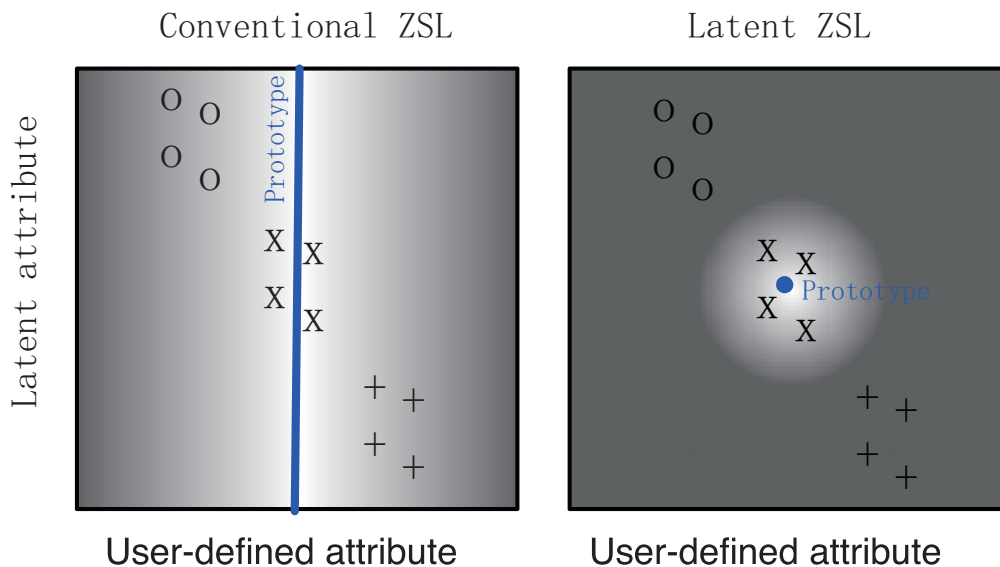 Conventional ZSL
Latent ZSL
Latent attribute
Prototype
O O
O O
X X
X X
+ +
+ +
O O
O O
X X
Prototype
X X
+ +
+ +
User-defined attribute
User-defined attribute